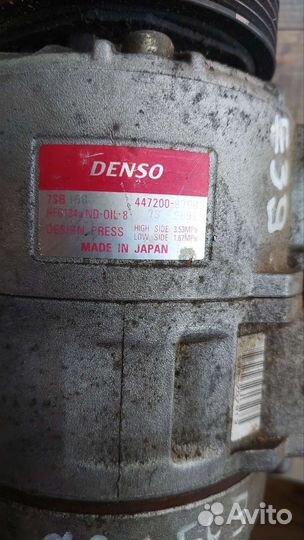 DENSO
7SB16C 447200-
HFC134a ND-OIL 8
DESIGN PRESS HIGH SIDE 3.53MPa
LOW SIDE 1.67MPa
MADE IN JAPAN
Avito